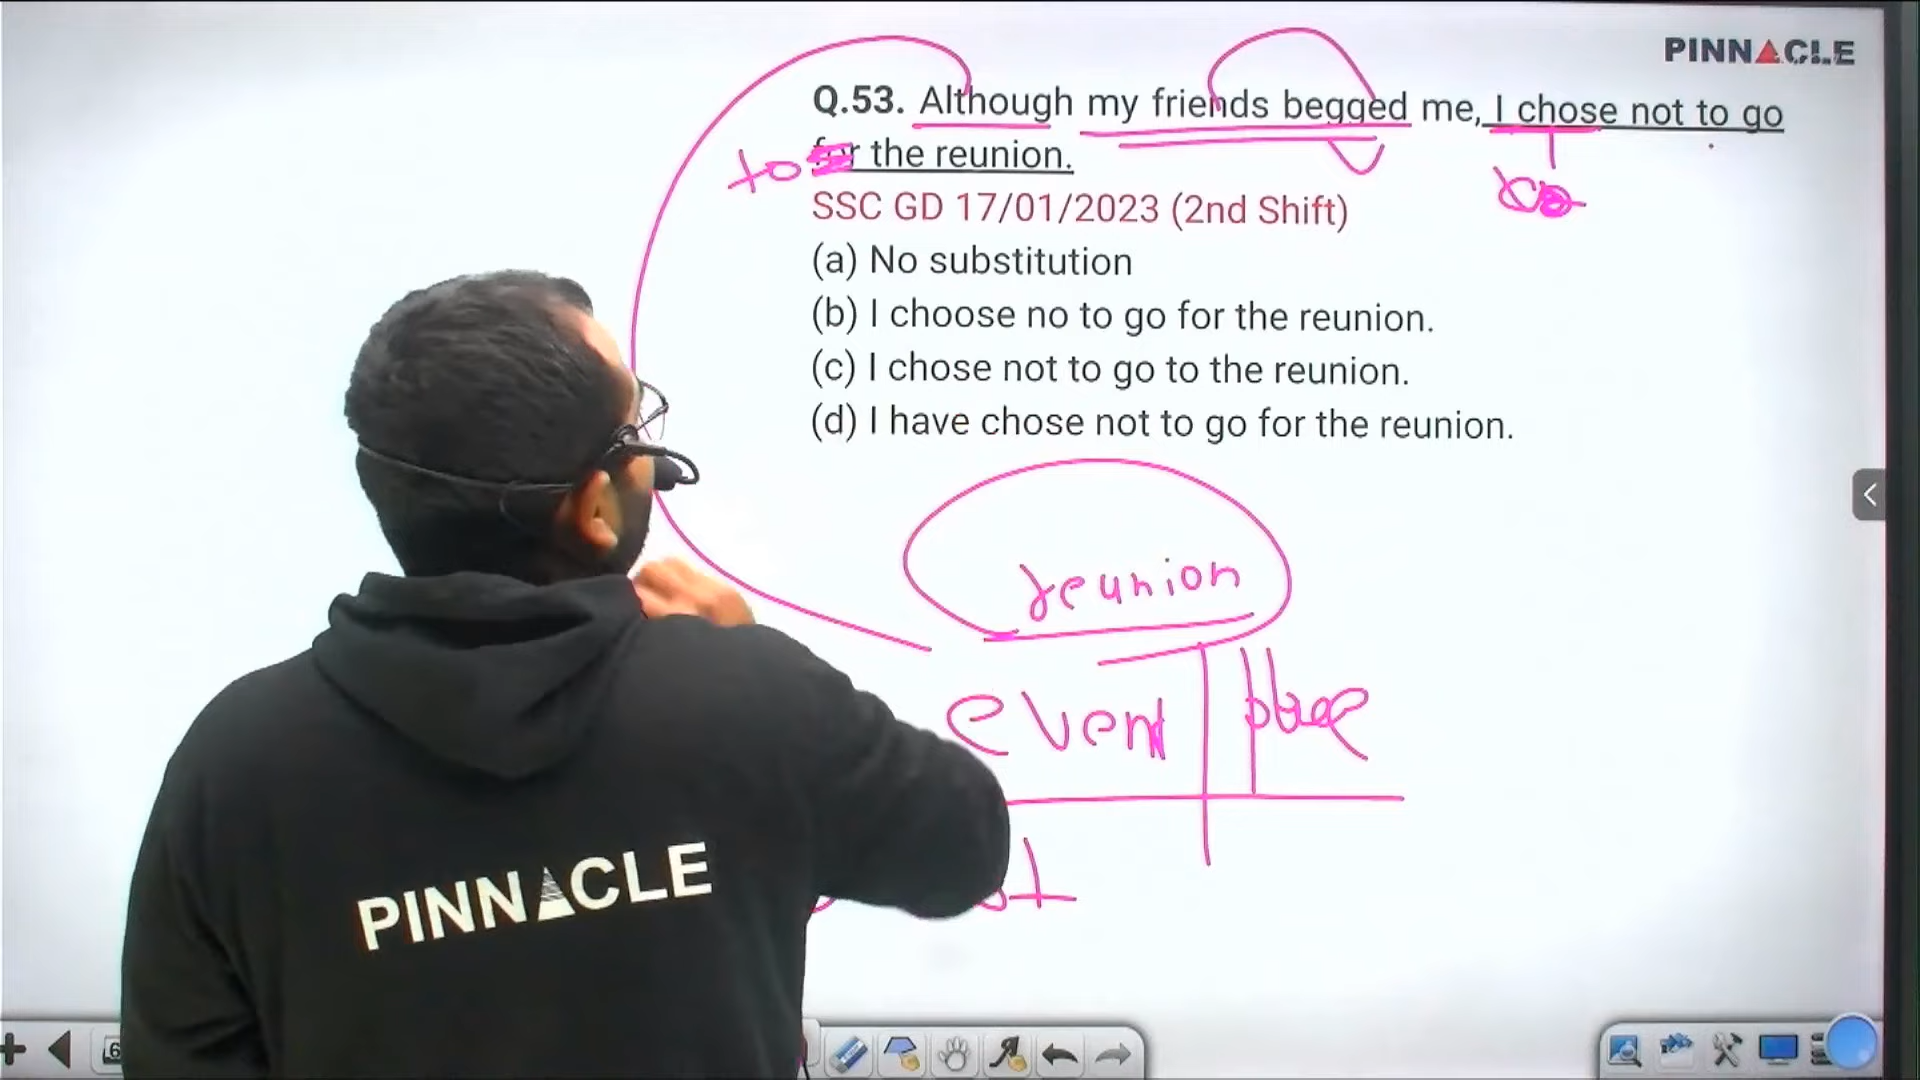 PINNACLE
Q.53. Although my friends begged me, I chose not to go
to for the reunion.
SSC GD 17/01/2023 (2nd Shift)
(a) No substitution
(b) I choose no to go for the reunion.
(c) I chose not to go to the reunion.
(d) I have chose not to go for the reunion.
reunion
event place
PINNACLE